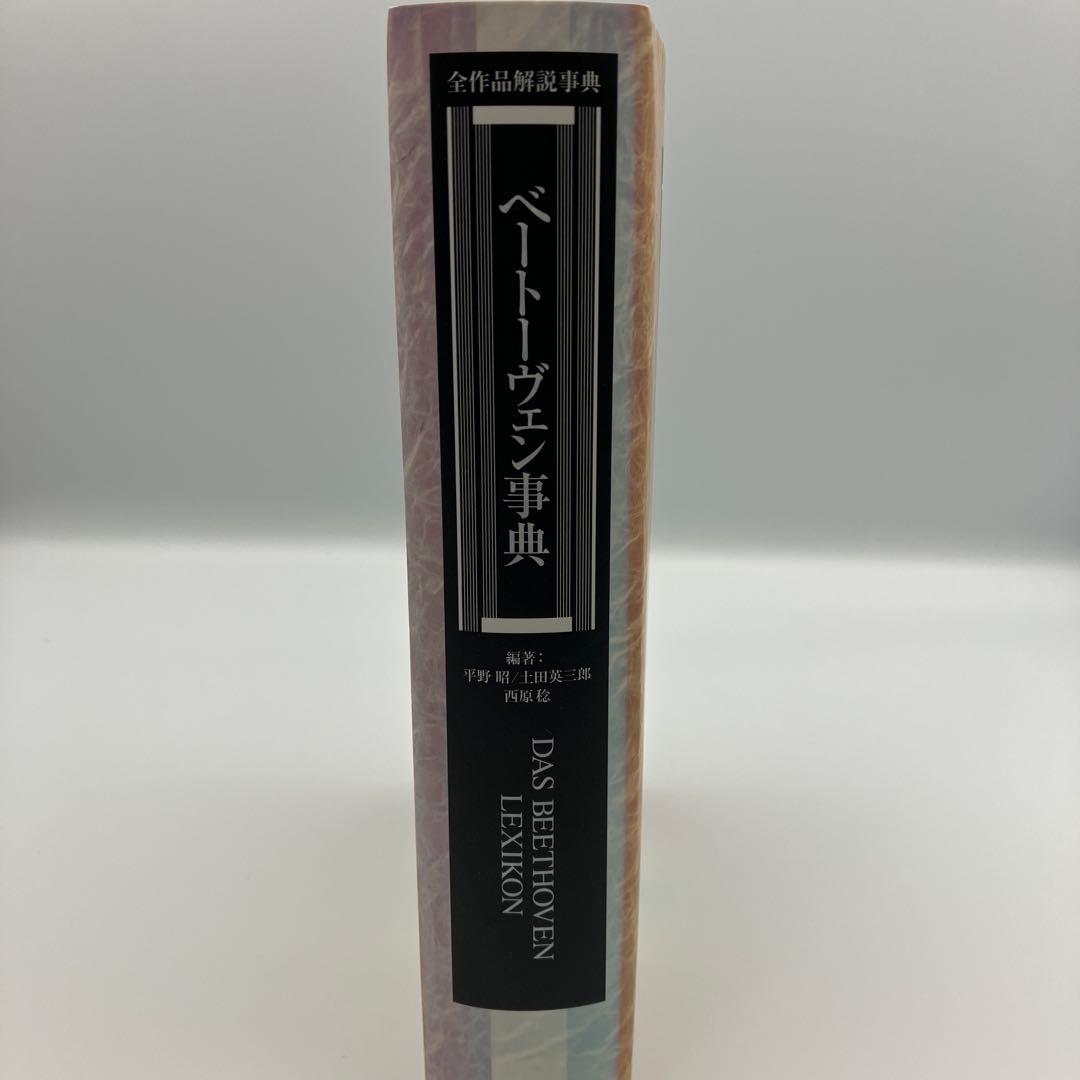 全作品解説事典
ベートーヴェン事典
編著：
平野 昭/土田英三郎
西原 稔
DAS BEETHOVEN
LEXIKON